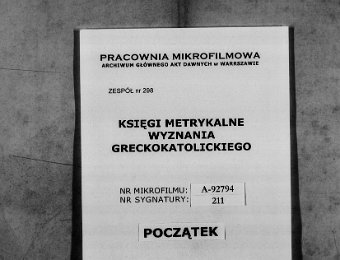 PRACOWNIA MIKROFILMOWA
ARCHIWUM GŁÓWNEGO AKT DAWNYCH w WARSZAWIE
ZESPÓŁ nr 298
KSIĘGI METRYKALNE
WYZNANIA
GRECKOKATOLICKIEGO
NR MIKROFILMU: A-92794
NR SYGNATURY: 211
POCZĄTEK